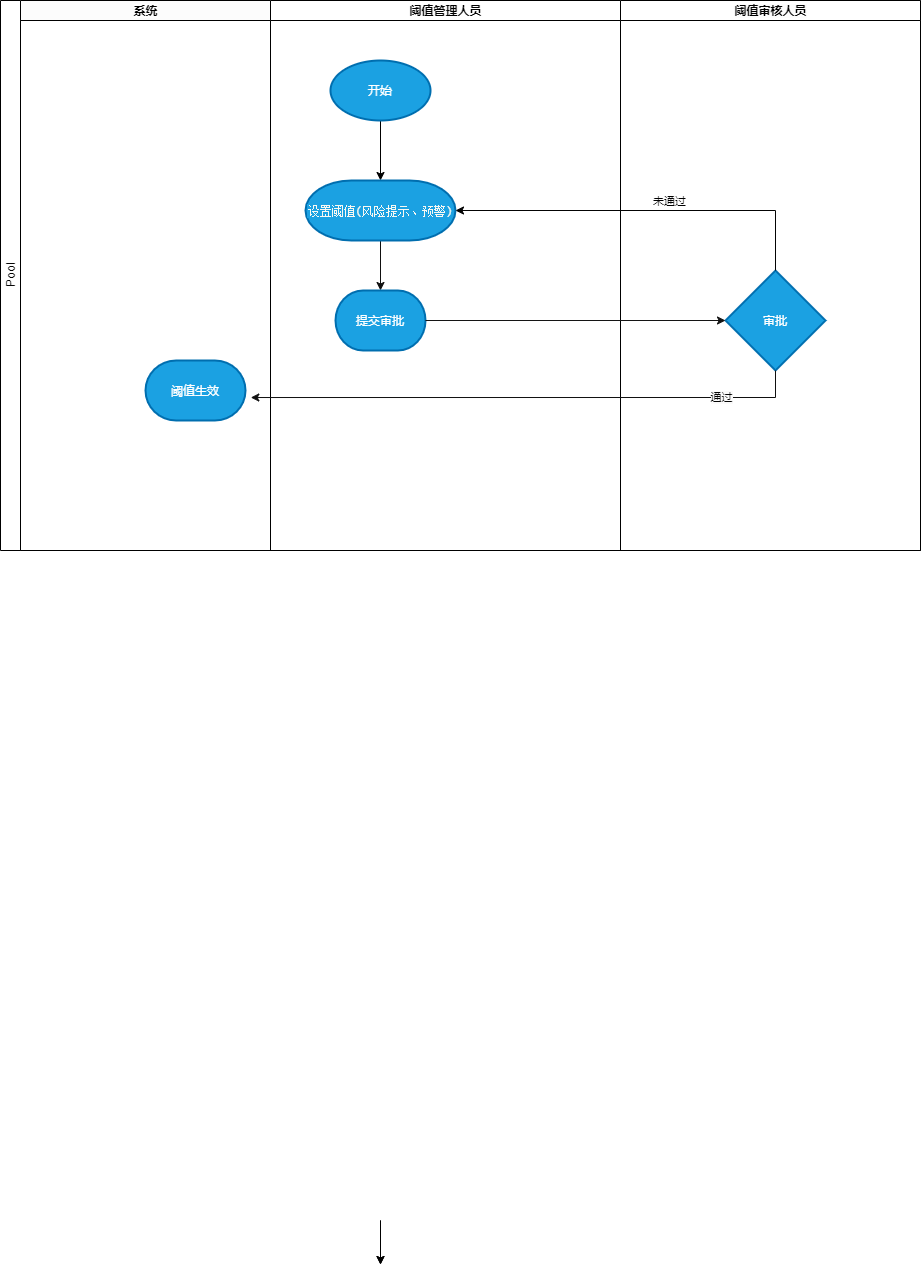 系统
阈值管理人员
阈值审核人员
Pool
开始
设置阈值(风险提示、预警)
未通过
提交审批
审批
阈值生效
通过